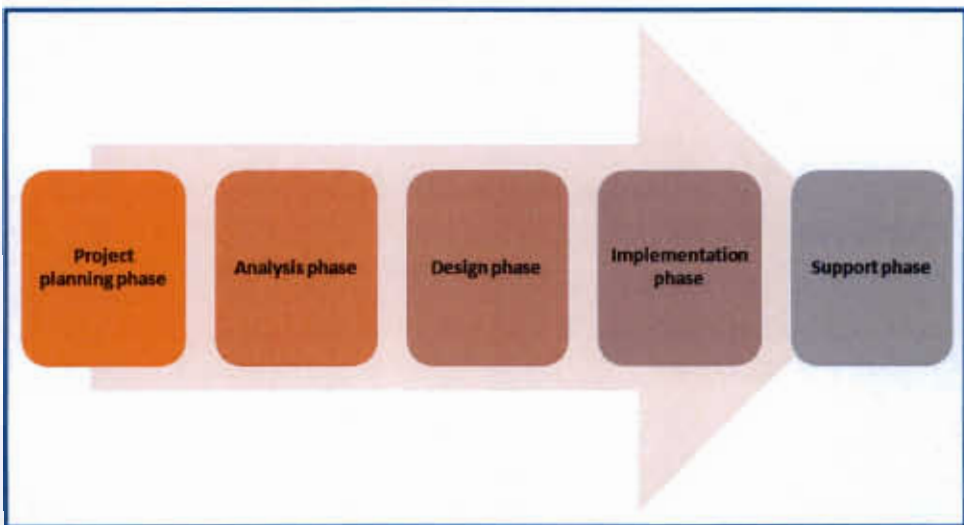 Project
planning phase
Analysis phase
Design phase
Implementation
phase
Support phase